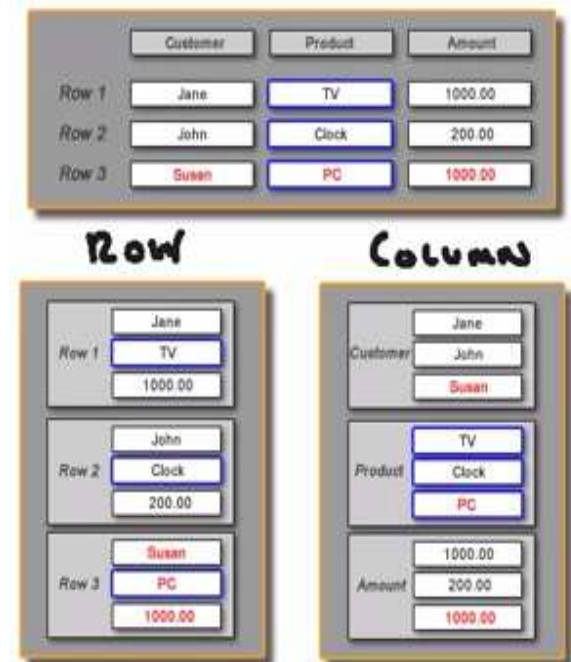 Customer Product Amount
Row 1 Jane TV 1000.00
Row 2 John Clock 200.00
Row 3 Susan PC 1000.00
ROW
Jane
Row 1 TV
1000.00
John
Row 2 Clock
200.00
Susan
Row 3 PC
1000.00
COLUMN
Jane
Customer John
Susan
TV
Product Clock
PC
1000.00
Amount 200.00
1000.00